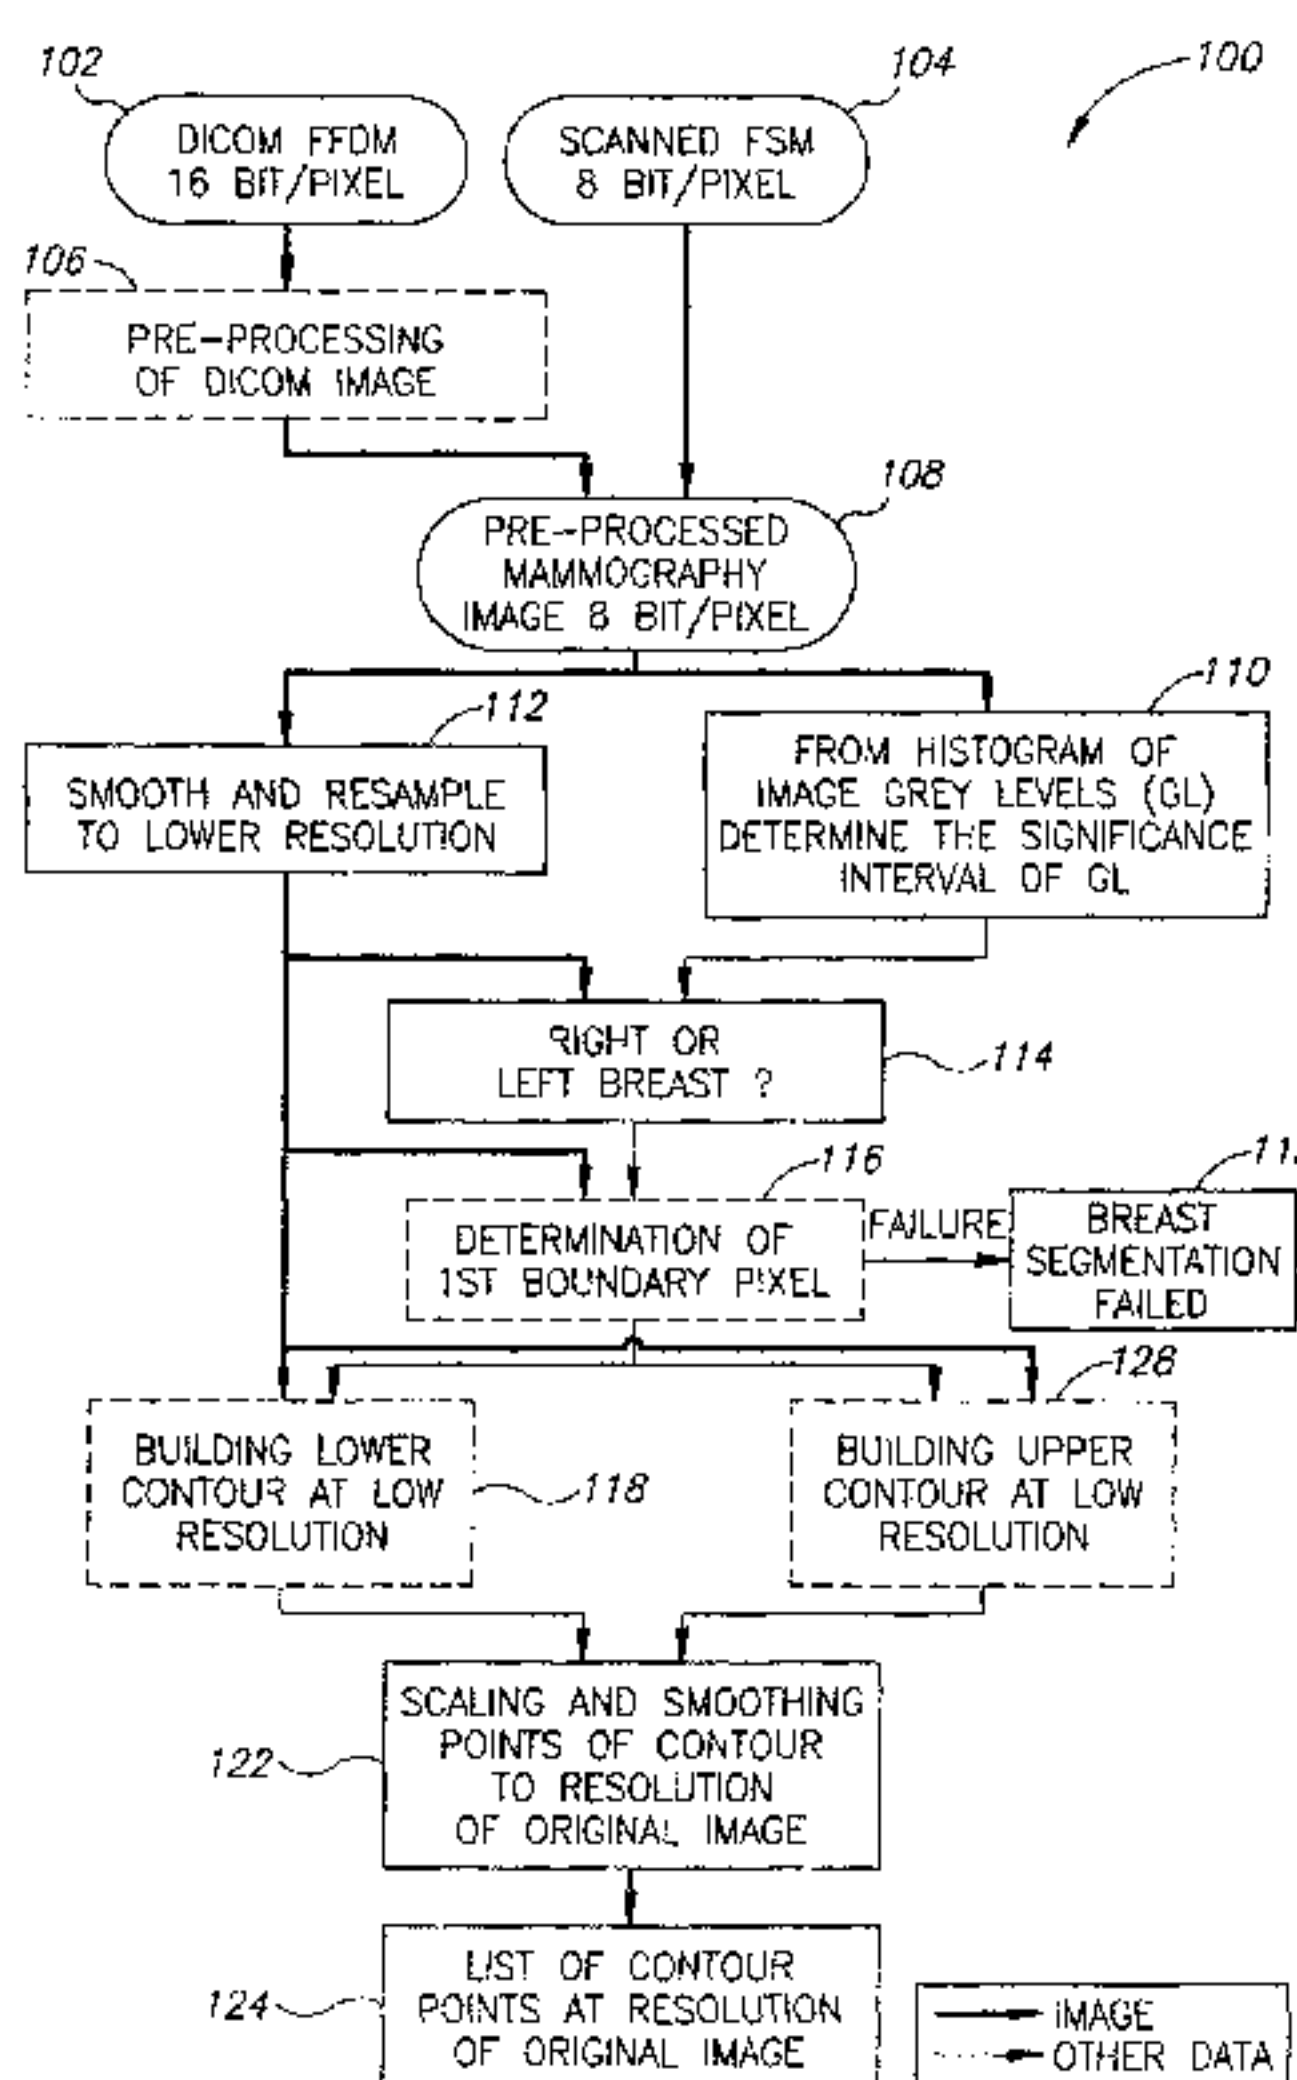 102
104
100
DICOM FFDM
16 BIT/PIXEL
SCANNED FSM
8 BIT/PIXEL
106
PRE-PROCESSING
OF DICOM IMAGE
108
PRE-PROCESSED
MAMMOGRAPHY
IMAGE 8 BIT/PIXEL
110
112
FROM HISTOGRAM OF
IMAGE GREY LEVELS (GL)
DETERMINE THE SIGNIFICANCE
INTERVAL OF GL
SMOOTH AND RESAMPLE
TO LOWER RESOLUTION
RIGHT OR
LEFT BREAST ?
114
116
DETERMINATION OF
1ST BOUNDARY PIXEL
FAILURE
BREAST
SEGMENTATION
FAILED
128
BUILDING LOWER
CONTOUR AT LOW
RESOLUTION
118
BUILDING UPPER
CONTOUR AT LOW
RESOLUTION
SCALING AND SMOOTHING
POINTS OF CONTOUR
TO RESOLUTION
OF ORIGINAL IMAGE
122
LIST OF CONTOUR
POINTS AT RESOLUTION
OF ORIGINAL IMAGE
124
IMAGE
OTHER DATA